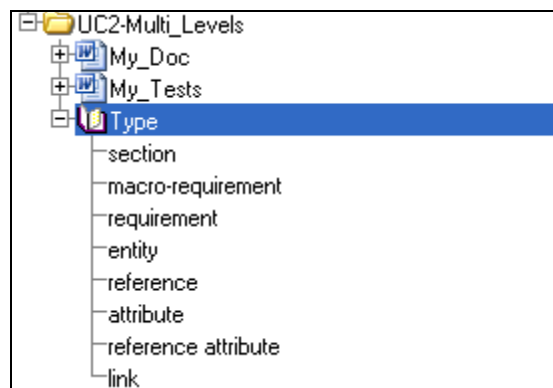 UC2-Multi_Levels
My_Doc
My_Tests
Type
section
macro-requirement
requirement
entity
reference
attribute
reference attribute
link